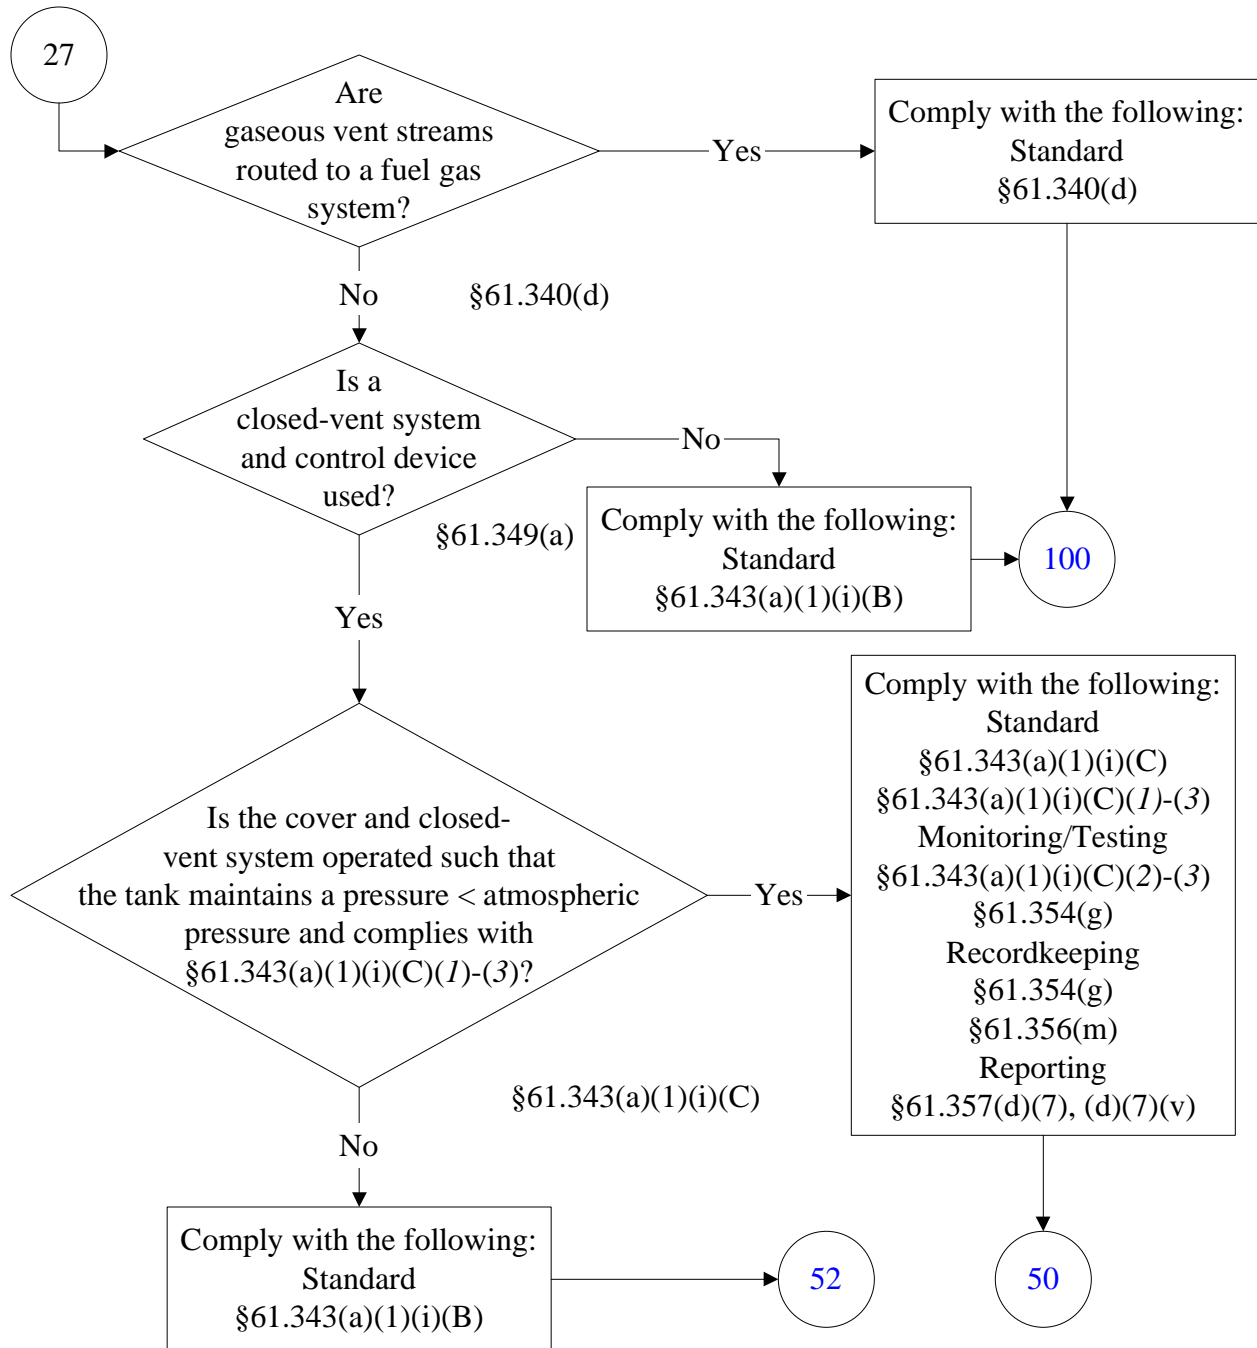 27
Are
gaseous vent streams
routed to a fuel gas
system?
Yes
Comply with the following:
Standard
§61.340(d)
No
§61.340(d)
Is a
closed-vent system
and control device
used?
No
§61.349(a)
Comply with the following:
Standard
§61.343(a)(1)(i)(B)
100
Yes
Is the cover and closed-
vent system operated such that
the tank maintains a pressure < atmospheric
pressure and complies with
§61.343(a)(1)(i)(C)(1)-(3)?
Yes
Comply with the following:
Standard
§61.343(a)(1)(i)(C)
§61.343(a)(1)(i)(C)(1)-(3)
Monitoring/Testing
§61.343(a)(1)(i)(C)(2)-(3)
§61.354(g)
Recordkeeping
§61.354(g)
§61.356(m)
Reporting
§61.357(d)(7), (d)(7)(v)
§61.343(a)(1)(i)(C)
No
Comply with the following:
Standard
§61.343(a)(1)(i)(B)
52
50